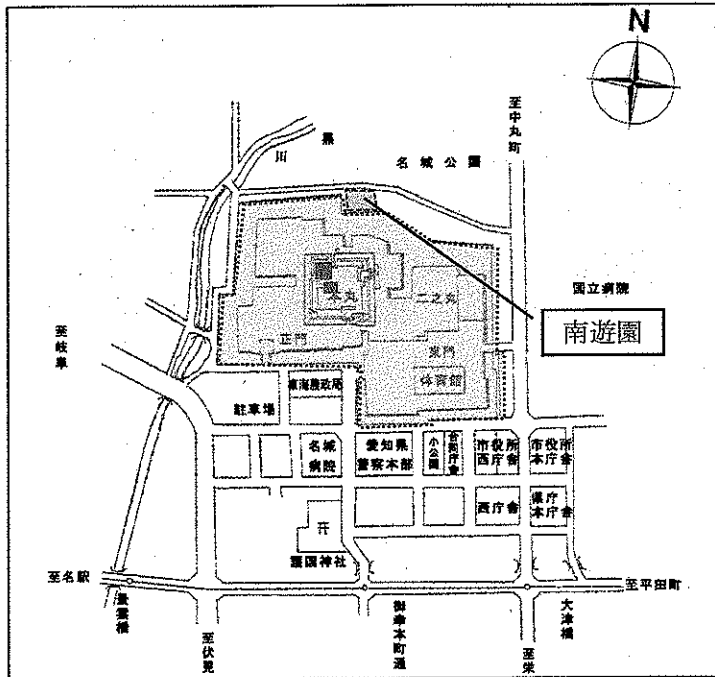 N
至中丸町
黒
川
名城公園
国立病院
本丸
二之丸
南遊園
至岐阜
正門
東門
体育館
東海農政局
駐車場
名城
病院
愛知県
警察本部
小公園
合同庁舎
市役所
西庁舎
市役所
本庁舎
西庁舎
県庁
本庁舎
護国神社
至名駅
至平田町
景雲橋
至伏見
御幸本町通
至栄
大津橋